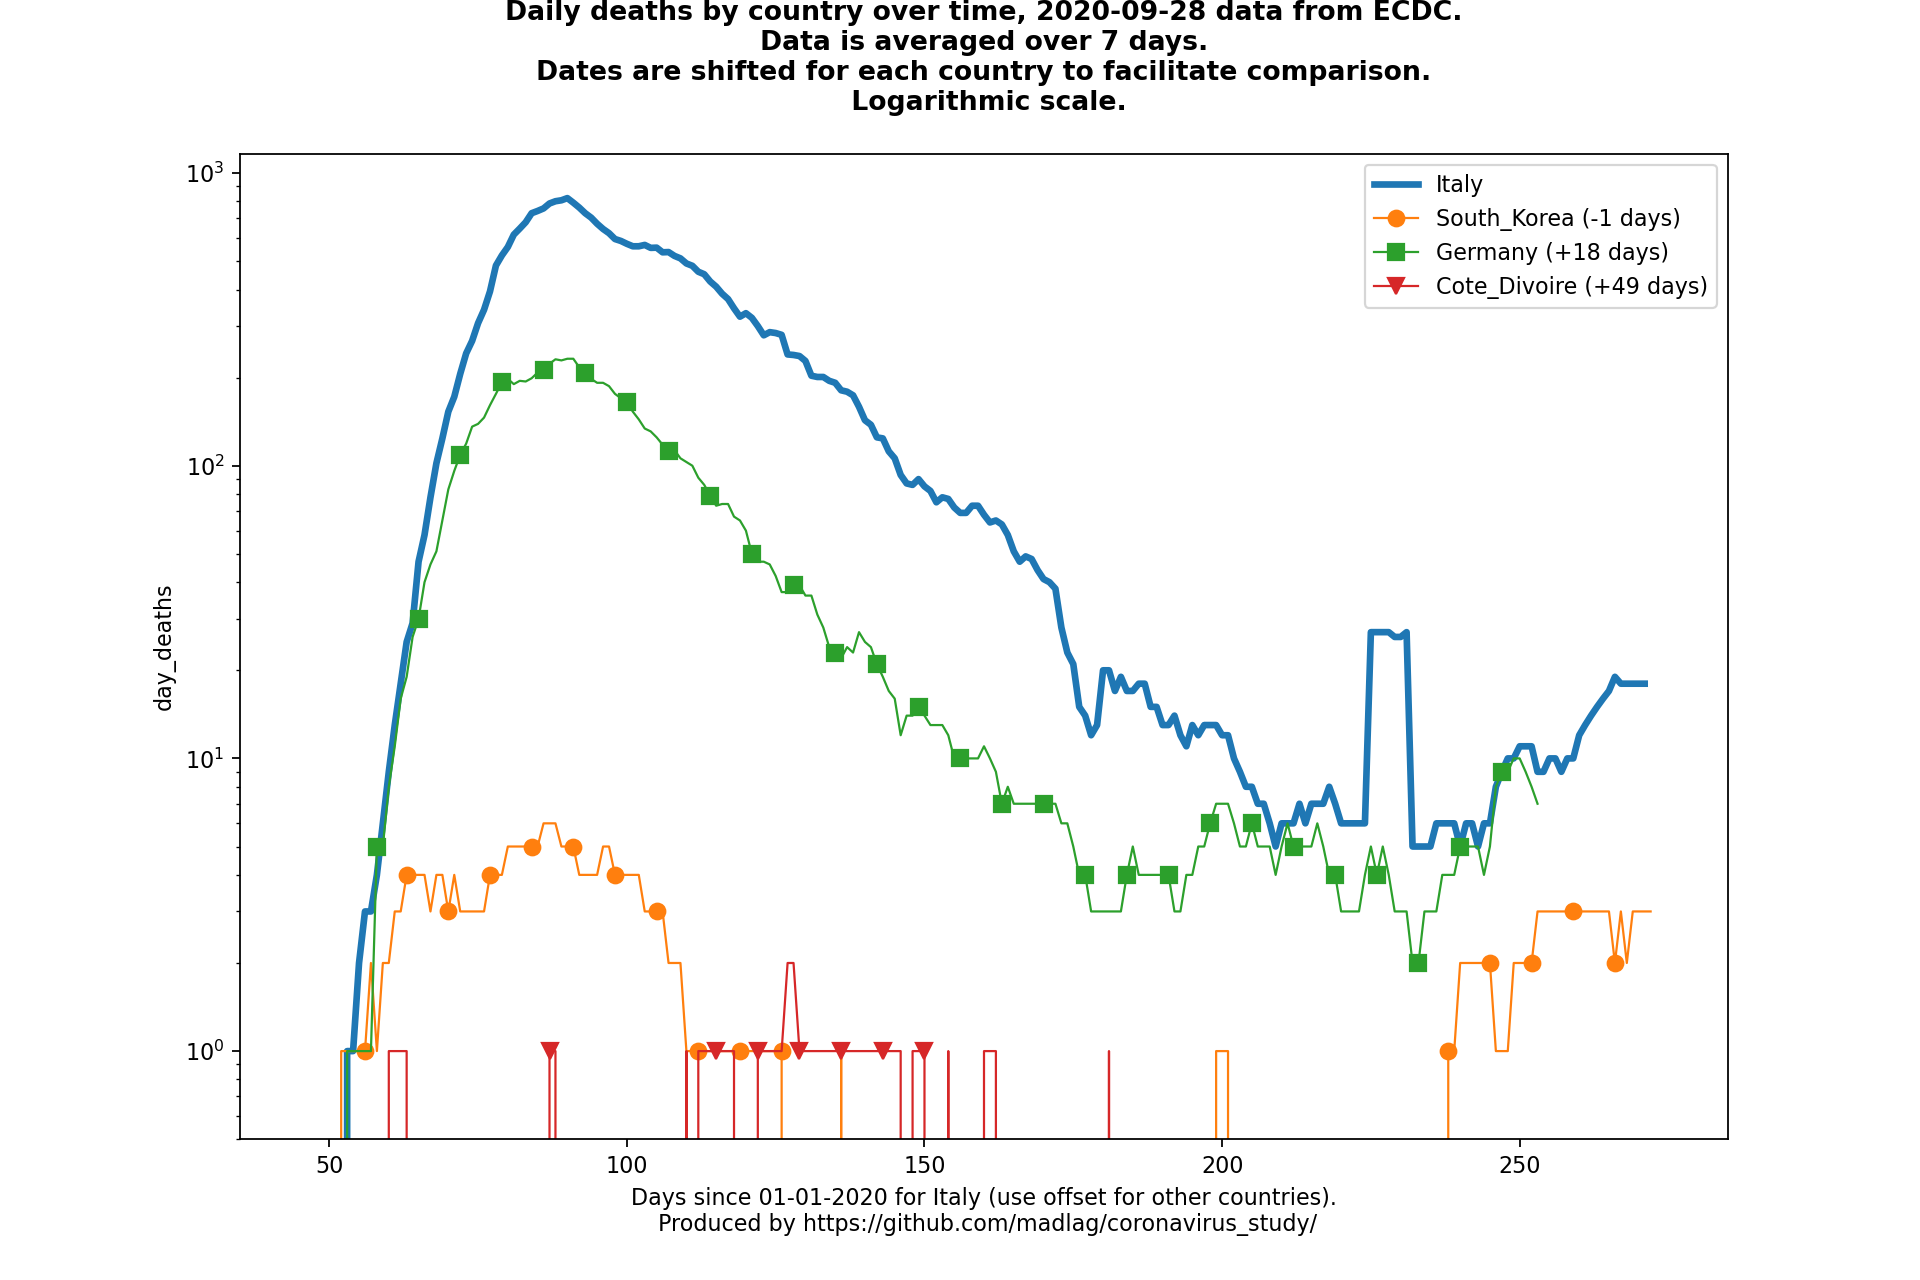 Daily deaths by country over time, 2020-09-28 data from ECDC.
Data is averaged over 7 days.
Dates are shifted for each country to facilitate comparison.
Logarithmic scale.
10³
10²
10¹
10⁰
day_deaths
Italy
South_Korea (-1 days)
Germany (+18 days)
Cote_Divoire (+49 days)
50 100 150 200 250
Days since 01-01-2020 for Italy (use offset for other countries).
Produced by https://github.com/madlag/coronavirus_study/